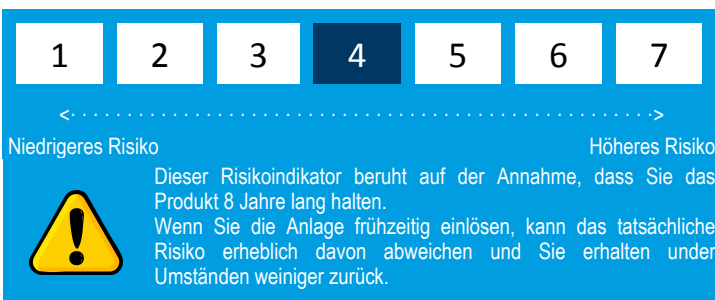 1 2 3 4 5 6 7
<· · · · · · · · · · · · · · · · · · · · · · · · · · · · · · · · · · · · · · · · · · · · · · · · · · · ·>
Niedrigeres Risiko Höheres Risiko
Dieser Risikoindikator beruht auf der Annahme, dass Sie das
Produkt 8 Jahre lang halten.
Wenn Sie die Anlage frühzeitig einlösen, kann das tatsächliche
Risiko erheblich davon abweichen und Sie erhalten under
Umständen weiniger zurück.